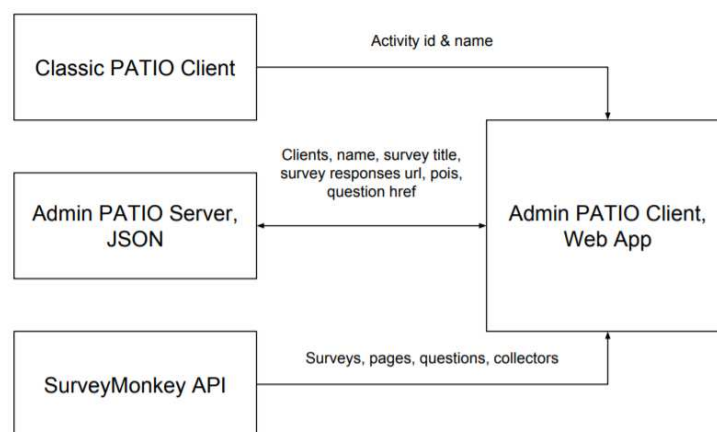 Activity id & name
Classic PATIO Client
Clients, name, survey title,
survey responses url, pois,
question href
Admin PATIO Server,
JSON
Admin PATIO Client,
Web App
Surveys, pages, questions, collectors
SurveyMonkey API